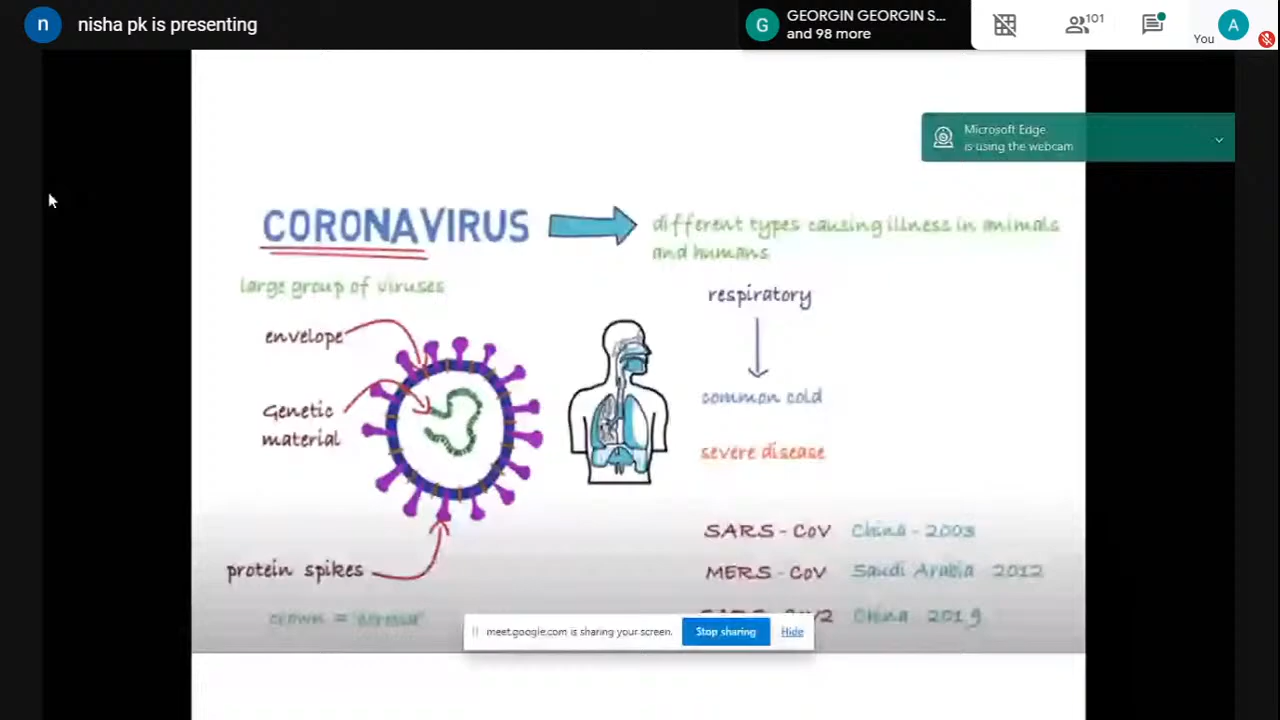 n nisha pk is presenting
G GEORGIN GEORGIN S...
and 98 more
101
You
A
Microsoft Edge
is using the webcam
CORONAVIRUS
different types causing illness in animals
and humans
large group of viruses
respiratory
envelope
common cold
Genetic
material
severe disease
SARS - CoV China - 2003
MERS - CoV Saudi Arabia 2012
protein spikes
crown = "corona"
China 2019
meet.google.com is sharing your screen.
Stop sharing
Hide